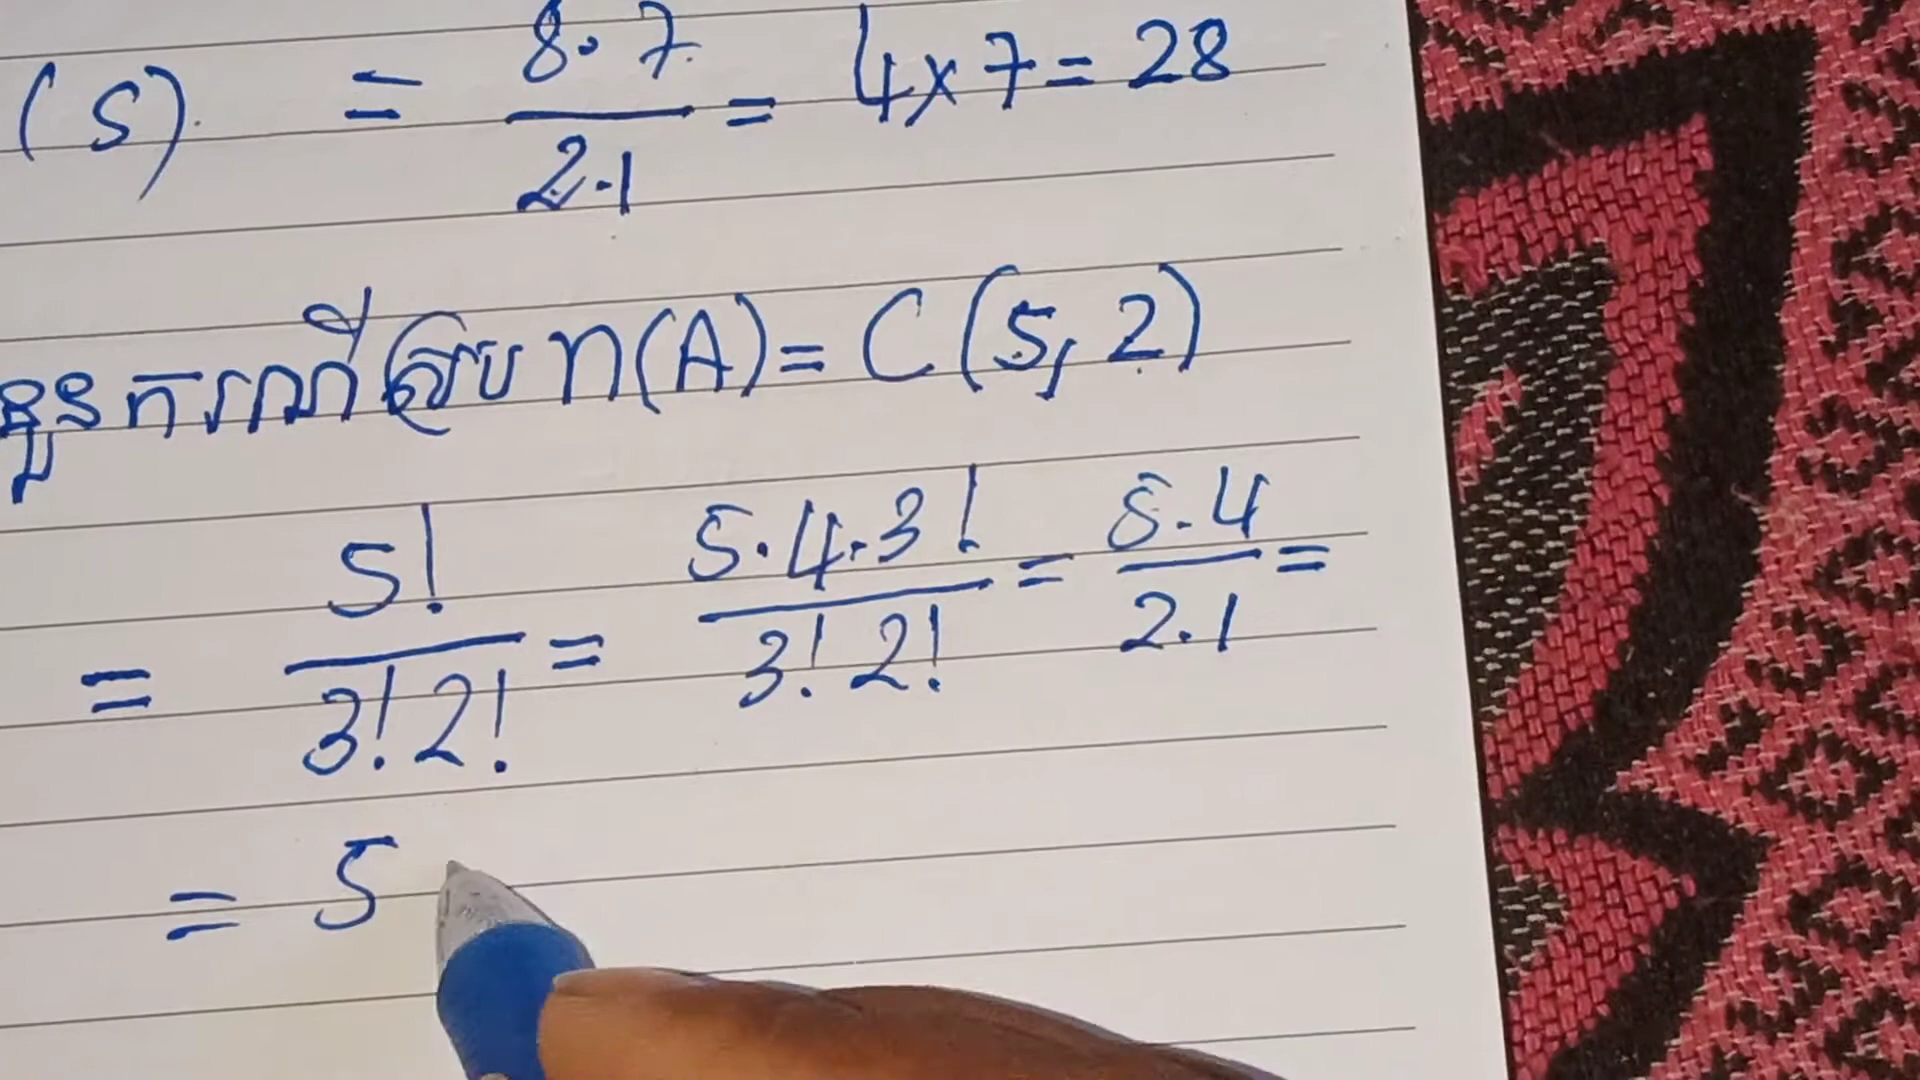 (S) = 8·7 / 2·1 = 4×7 = 28
ចំនួនករណីស្រប n(A) = C(5, 2)
= 5! / 3! 2! = 5·4·3! / 3! 2! = 5·4 / 2·1 =
= 5